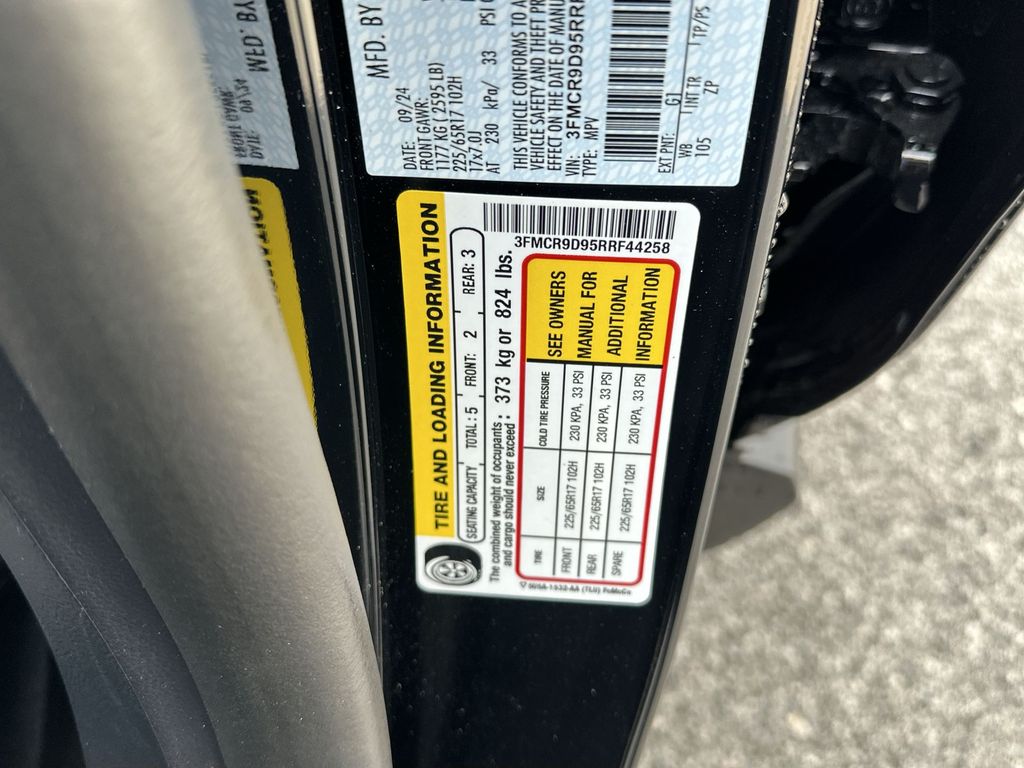 MFD. BY
DATE: 09/24
FRONT GAWR:
1177 KG ( 2595 LB)
225/65R17 102H
17x7.0J
AT 230 kPa/ 33 PSI
THIS VEHICLE CONFORMS TO A
VEHICLE SAFETY AND THEFT
EFFECT ON THE DATE OF MANU
VIN: 3FMCR9D95RR
TYPE: MPV
EXT PNT: G1
WB INT TR TP/PS
105 ZP
TIRE AND LOADING INFORMATION
SEATING CAPACITY TOTAL : 5 FRONT: 2 REAR: 3
The combined weight of occupants and cargo should never exceed : 373 kg or 824 lbs.
3FMCR9D95RRF44258
TIRE SIZE COLD TIRE PRESSURE
FRONT 225/65R17 102H 230 KPA, 33 PSI
REAR 225/65R17 102H 230 KPA, 33 PSI
SPARE 225/65R17 102H 230 KPA, 33 PSI
SEE OWNERS
MANUAL FOR
ADDITIONAL
INFORMATION